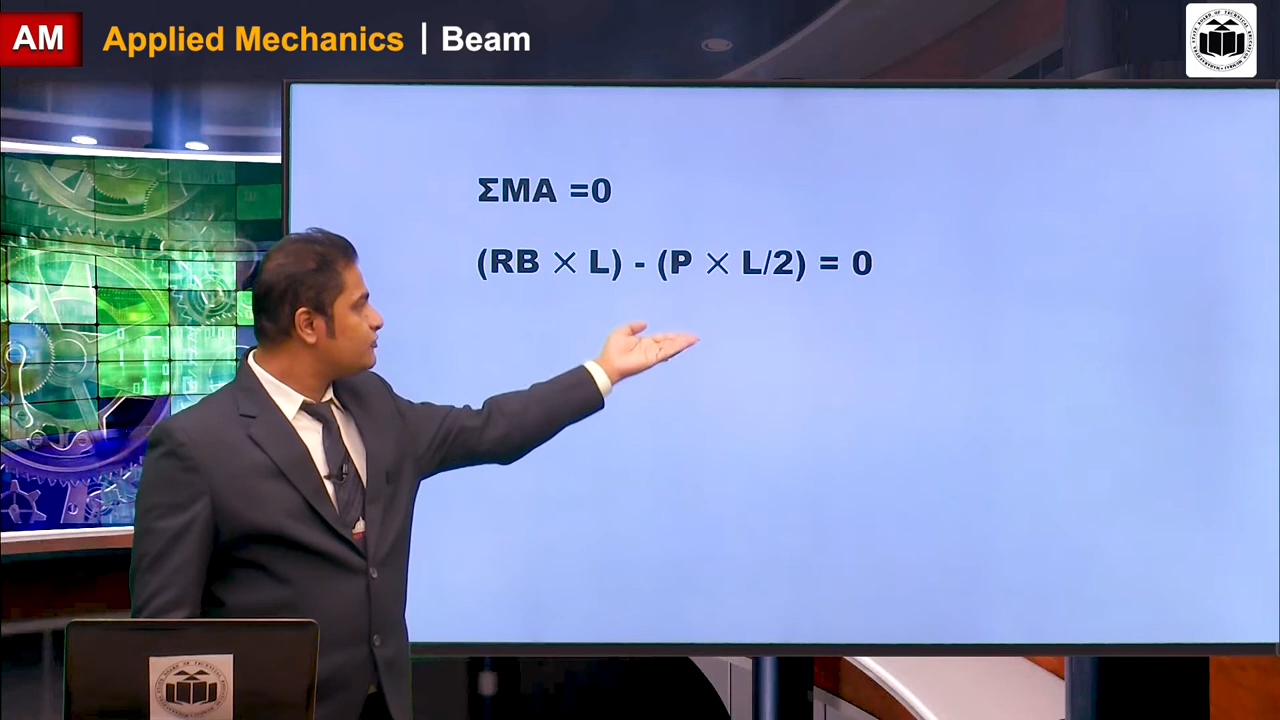 AM Applied Mechanics | Beam
ΣMA =0
(RB × L) - (P × L/2) = 0